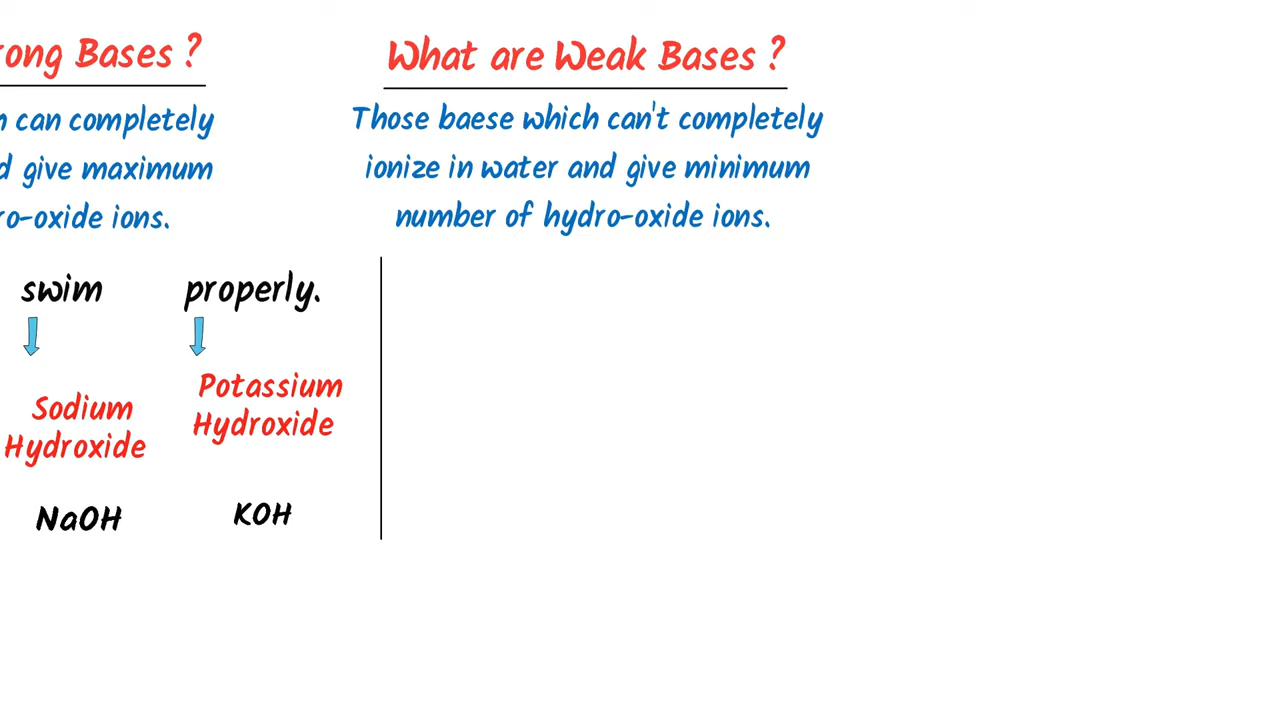 rong Bases ?
can completely
give maximum
ro-oxide ions.
swim properly.
Sodium
Hydroxide
Potassium
Hydroxide
NaOH
KOH
What are Weak Bases ?
Those baese which can't completely
ionize in water and give minimum
number of hydro-oxide ions.